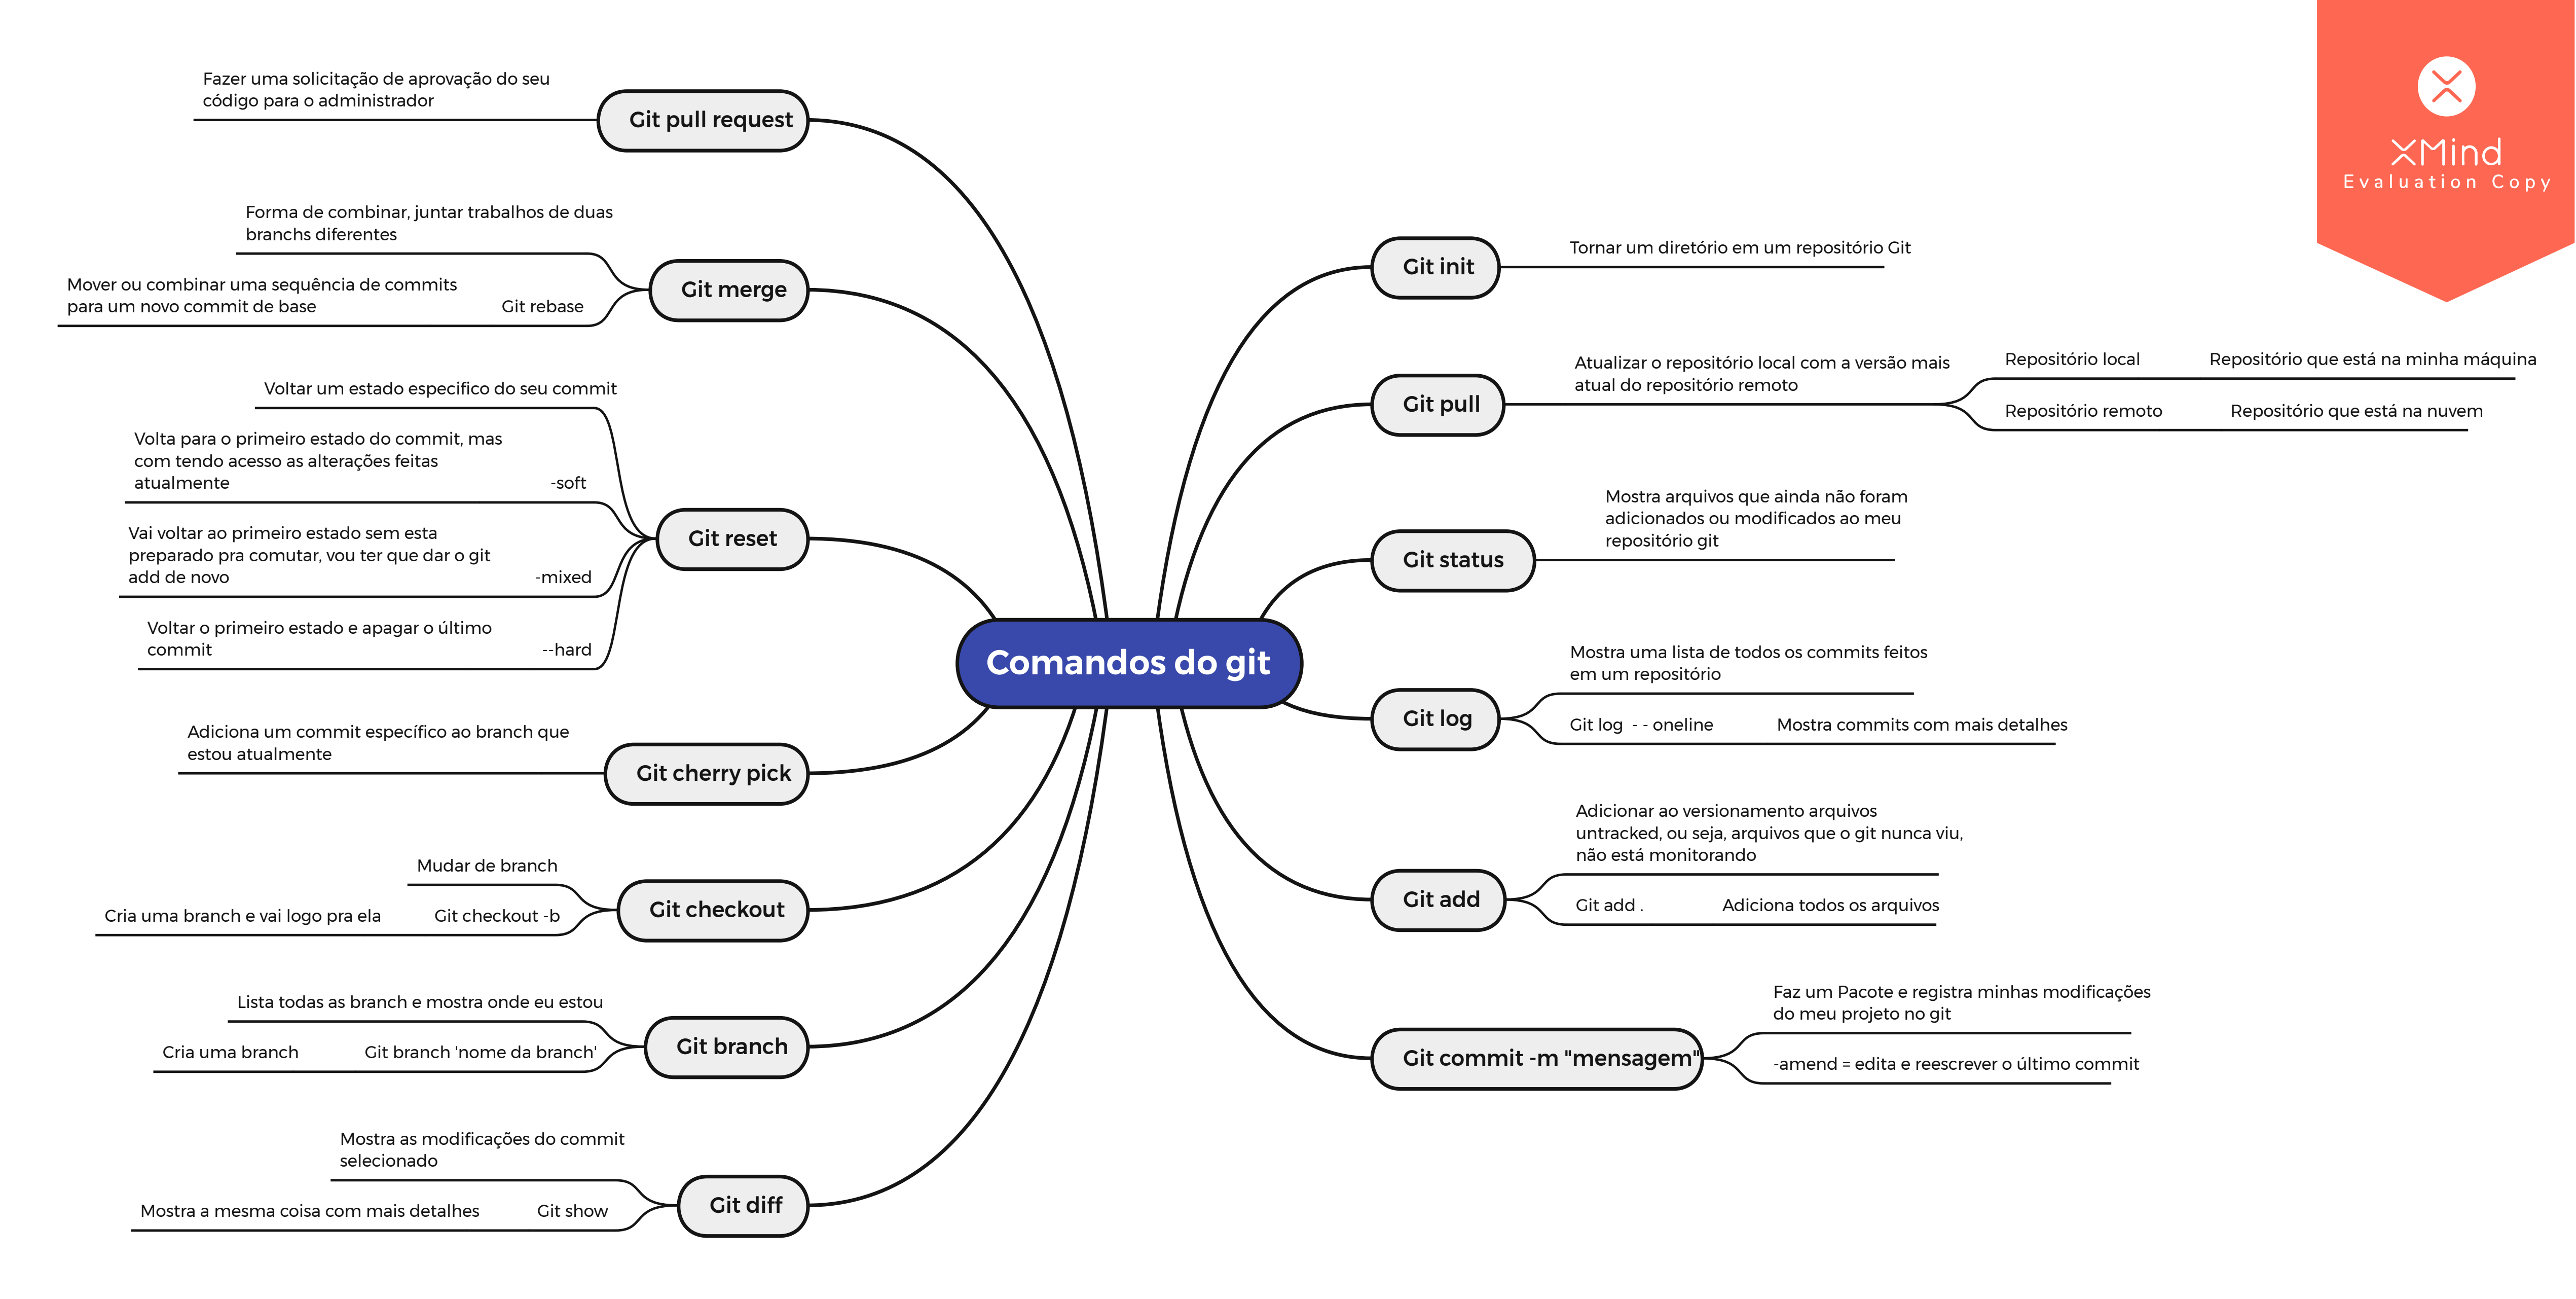 XMind
Evaluation Copy
Comandos do git
Git init
Tornar um diretório em um repositório Git
Git pull
Atualizar o repositório local com a versão mais
atual do repositório remoto
Repositório local
Repositório que está na minha máquina
Repositório remoto
Repositório que está na nuvem
Git status
Mostra arquivos que ainda não foram
adicionados ou modificados ao meu
repositório git
Git log
Mostra uma lista de todos os commits feitos
em um repositório
Git log - - oneline
Mostra commits com mais detalhes
Git add
Adicionar ao versionamento arquivos
untracked, ou seja, arquivos que o git nunca viu,
não está monitorando
Git add .
Adiciona todos os arquivos
Git commit -m "mensagem"
Faz um Pacote e registra minhas modificações
do meu projeto no git
-amend = edita e reescrever o último commit
Git pull request
Fazer uma solicitação de aprovação do seu
código para o administrador
Git merge
Forma de combinar, juntar trabalhos de duas
branchs diferentes
Git rebase
Mover ou combinar uma sequência de commits
para um novo commit de base
Git reset
Voltar um estado especifico do seu commit
-soft
Volta para o primeiro estado do commit, mas
com tendo acesso as alterações feitas
atualmente
-mixed
Vai voltar ao primeiro estado sem esta
preparado pra comutar, vou ter que dar o git
add de novo
--hard
Voltar o primeiro estado e apagar o último
commit
Git cherry pick
Adiciona um commit específico ao branch que
estou atualmente
Git checkout
Mudar de branch
Git checkout -b
Cria uma branch e vai logo pra ela
Git branch
Lista todas as branch e mostra onde eu estou
Git branch 'nome da branch'
Cria uma branch
Git diff
Mostra as modificações do commit
selecionado
Git show
Mostra a mesma coisa com mais detalhes